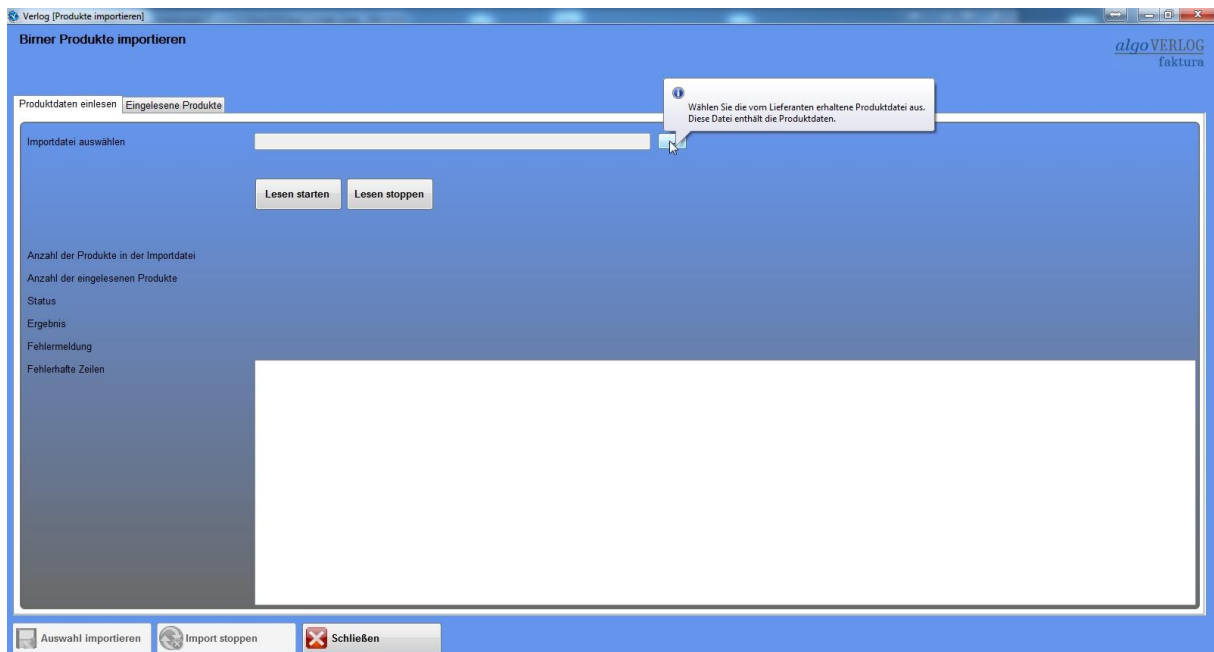 Verlog [Produkte importieren]
Birner Produkte importieren
algoVERLOG
faktura
Produktdaten einlesen
Eingelesene Produkte
Wählen Sie die vom Lieferanten erhaltene Produktdatei aus.
Diese Datei enthält die Produktdaten.
Importdatei auswählen
Lesen starten
Lesen stoppen
Anzahl der Produkte in der Importdatei
Anzahl der eingelesenen Produkte
Status
Ergebnis
Fehlermeldung
Fehlerhafte Zeilen
Auswahl importieren
Import stoppen
Schließen